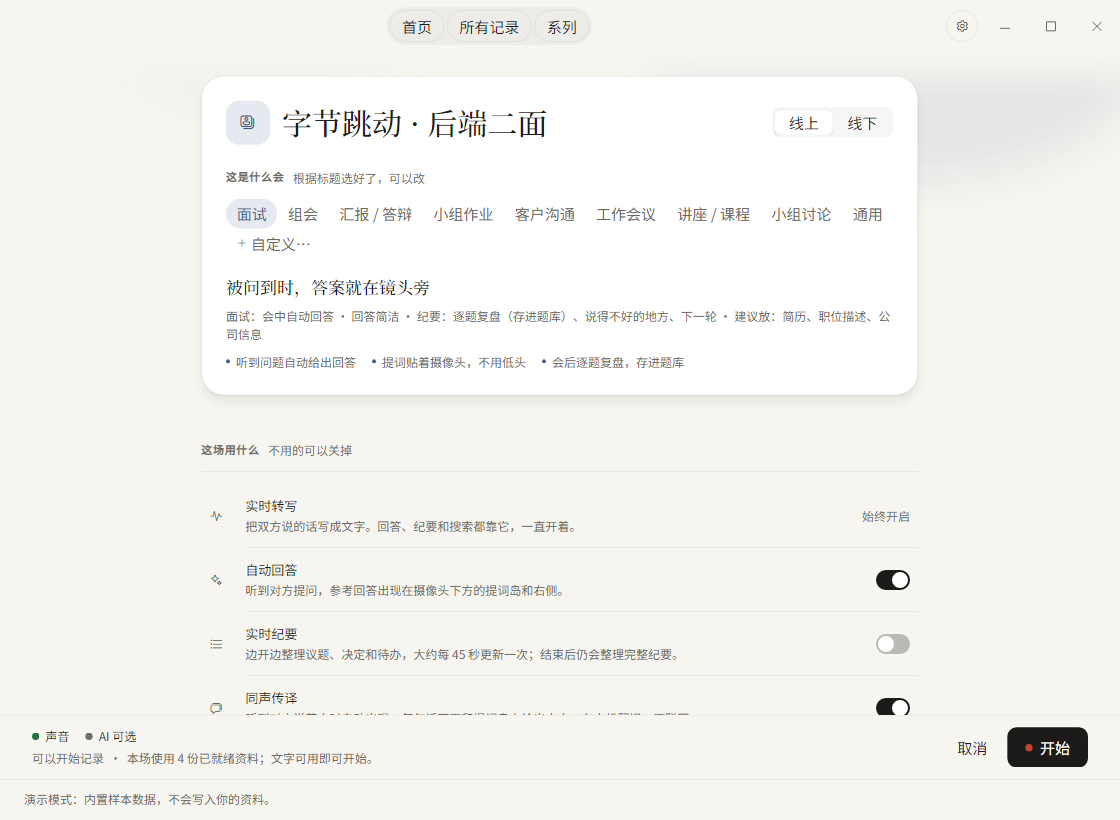 首页 所有记录 系列
字节跳动 · 后端二面
线上 线下
这是什么会 根据标题选好了，可以改
面试 组会 汇报 / 答辩 小组作业 客户沟通 工作会议 讲座 / 课程 小组讨论 通用
+ 自定义…
被问到时，答案就在镜头旁
面试：会中自动回答 · 回答简洁 · 纪要：逐题复盘（存进题库）、说得不好的地方、下一轮 · 建议放：简历、职位描述、公
司信息
• 听到问题自动给出回答 • 提词贴着摄像头，不用低头 • 会后逐题复盘，存进题库
这场用什么 不用的可以关掉
实时转写
把双方说的话写成文字。回答、纪要和搜索都靠它，一直开着。
始终开启
自动回答
听到对方提问，参考回答出现在摄像头下方的提词岛和右侧。
实时纪要
边开边整理议题、决定和待办，大约每 45 秒更新一次；结束后仍会整理完整纪要。
同声传译
声音 AI 可选
可以开始记录 · 本场使用 4 份已就绪资料；文字可用即可开始。
取消 开始
演示模式：内置样本数据，不会写入你的资料。